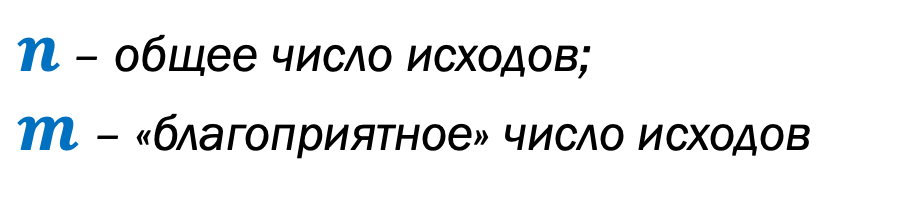 n – общее число исходов;
m – «благоприятное» число исходов